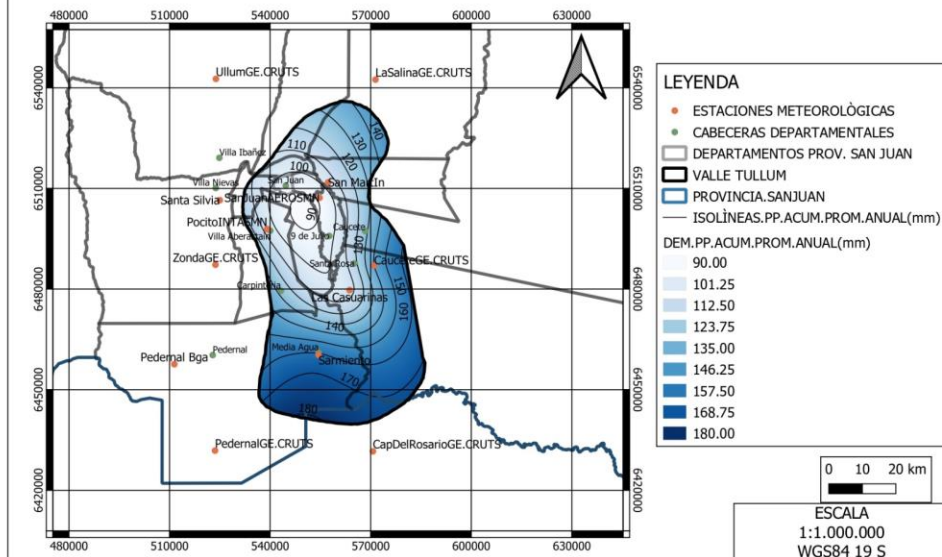 480000 510000 540000 570000 600000 630000
6540000 6540000
UllumGE.CRUTS
LaSalinaGE.CRUTS
140
130
110
120
Villa Ibañez
100
6510000 6510000
Villa Nievas
San Juan
San Martin
Santa Silvia
SanJuanAEROSMN
90
PocitoINTASMN
Villa Aberastain
9 de Julio
Caucete
130
ZondaGE.CRUTS
Santa Rosa
CauceteGE.CRUTS
6480000 6480000
Carpinteria
Las Casuarinas
150
160
140
Media Agua
Sarmiento
Pedernal Bga
Pedernal
170
6450000 6450000
180
PedernalGE.CRUTS
CapDelRosarioGE.CRUTS
6420000 6420000
480000 510000 540000 570000 600000 630000
LEYENDA
ESTACIONES METEOROLÒGICAS
CABECERAS DEPARTAMENTALES
DEPARTAMENTOS PROV. SAN JUAN
VALLE TULLUM
PROVINCIA.SANJUAN
ISOLÌNEAS.PP.ACUM.PROM.ANUAL(mm)
DEM.PP.ACUM.PROM.ANUAL(mm)
90.00
101.25
112.50
123.75
135.00
146.25
157.50
168.75
180.00
0 10 20 km
ESCALA
1:1.000.000
WGS84 19 S